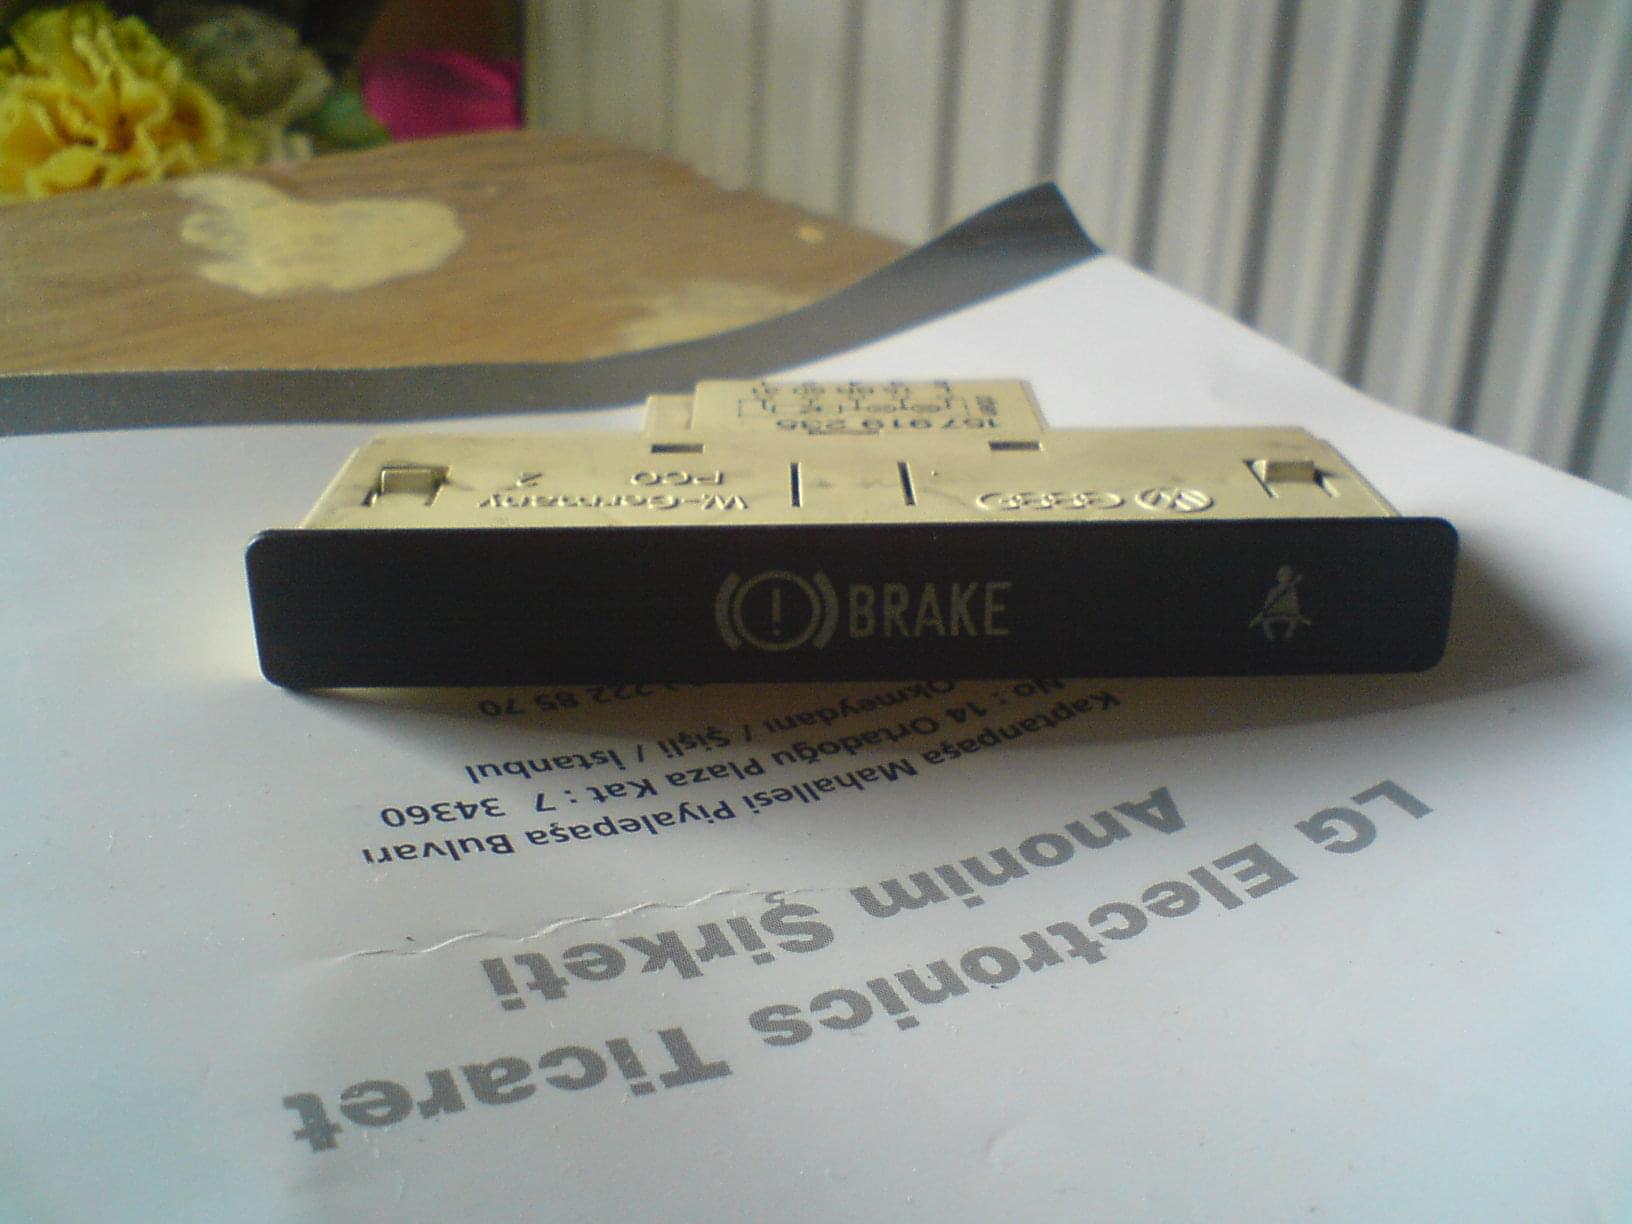 157 919 235
PCO 2
W.-Germany
BRAKE
LG Electronics Ticaret
Anonim Şirketi
Kaptanpaşa Mahallesi Piyalepaşa Bulvarı
No : 14 Ortadoğu Plaza Kat : 7 34360
Okmeydanı / Şişli / İstanbul
222 85 70